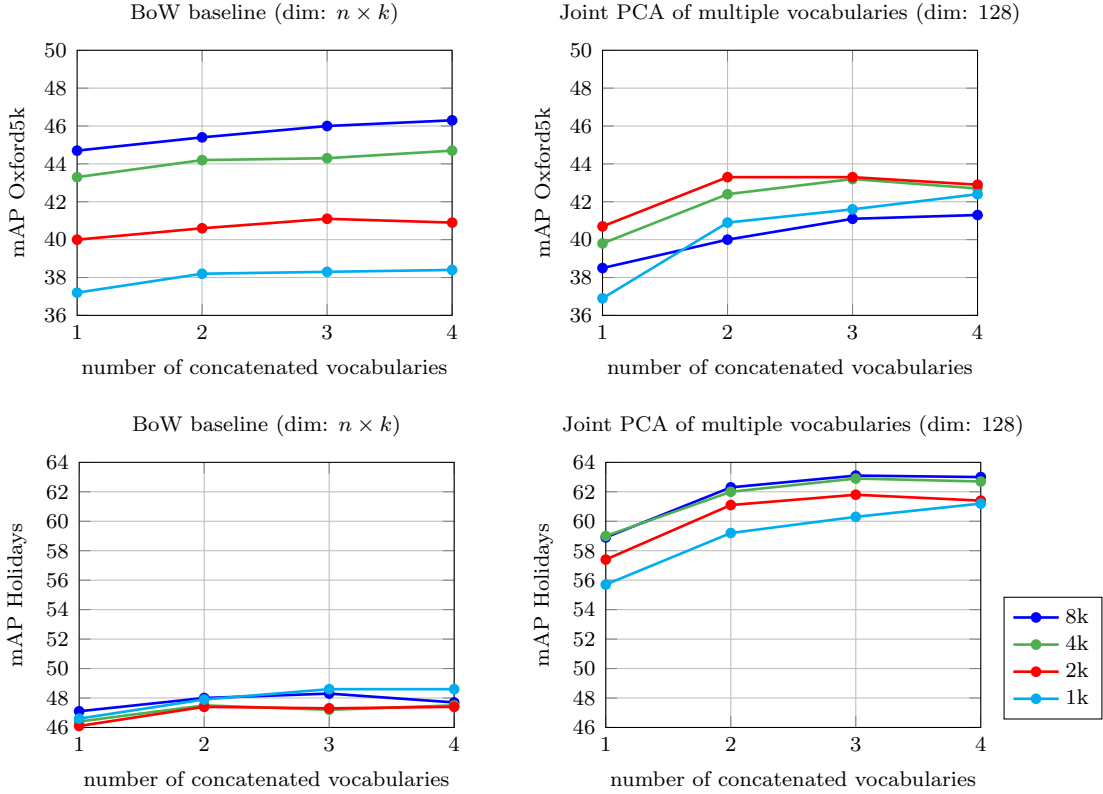 BoW baseline (dim: n × k)
50
48
46
44
42
40
38
36
1 2 3 4
mAP Oxford5k
number of concatenated vocabularies
Joint PCA of multiple vocabularies (dim: 128)
50
48
46
44
42
40
38
36
1 2 3 4
mAP Oxford5k
number of concatenated vocabularies
BoW baseline (dim: n × k)
64
62
60
58
56
54
52
50
48
46
1 2 3 4
mAP Holidays
number of concatenated vocabularies
Joint PCA of multiple vocabularies (dim: 128)
64
62
60
58
56
54
52
50
48
46
1 2 3 4
mAP Holidays
number of concatenated vocabularies
8k
4k
2k
1k